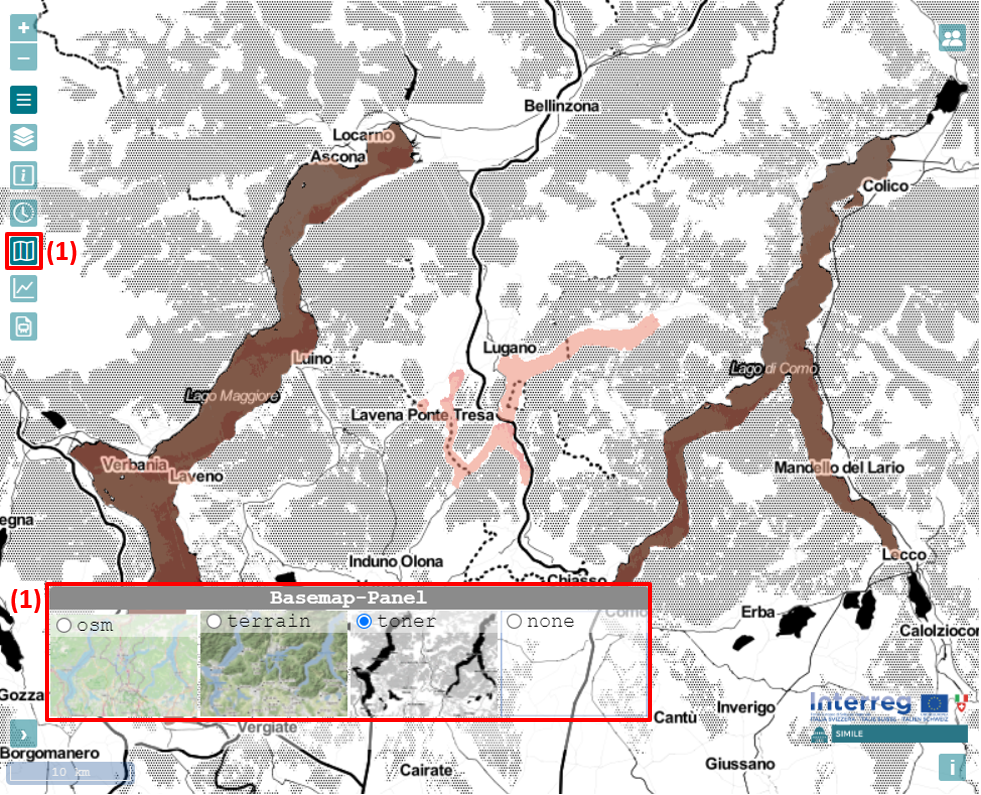 +
−
Bellinzona
Locarno
Ascona
Colico
(1)
Lugano
Luino
Lago di Como
Lago Maggiore
Lavena Ponte Tresa
Verbania
Laveno
Mandello del Lario
egna
Induno Olona
Lecco
Chiasso
(1)
Basemap-Panel
osm
terrain
toner
none
Como
Erba
Calolziocor
Gozza
Interreg
ITALIA SVIZZERA - ITALIE SUISSE - ITALIEN SCHWEIZ
SIMILE
Inverigo
Cantù
Vergiate
Borgomanero
Giussano
Cairate
10 km
i